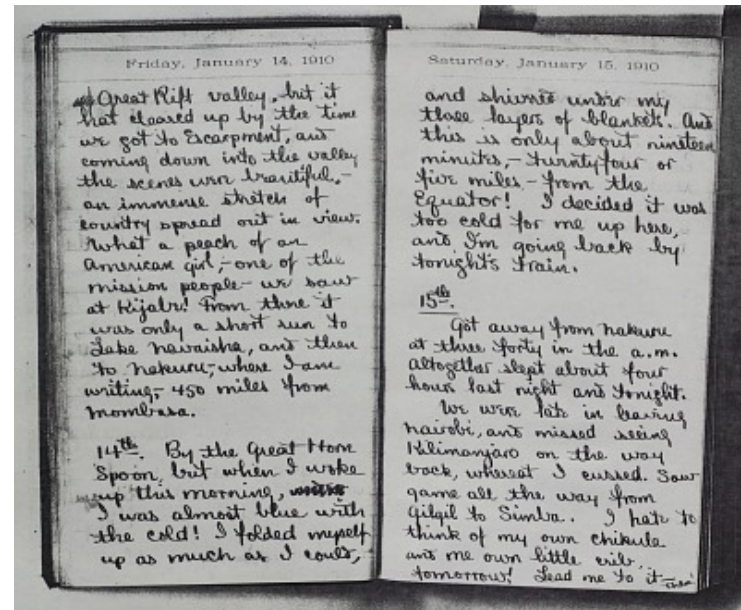 Friday, January 14, 1910
Great Rift valley, but it
had cleared up by the time
we got to Escarpment, and
coming down into the valley
the scenes were beautiful,-
an immense stretch of
country spread out in view.
What a peach of an
American girl,- one of the
mission people- we saw
at Kijabe! From there it
was only a short run to
Lake Navaisha, and then
to Nakuru,- where I am
writing,- 450 miles from
Mombasa.
14th. By the Great Horn
Spoon, but when I woke
up this morning,
I was almost blue with
the cold! I folded myself
up as much as I could,
Saturday, January 15, 1910
and shivered under my
three layers of blankets. And
this is only about nineteen
minutes,- twenty four or
five miles- from the
Equator! I decided it was
too cold for me up here,
and I'm going back by
tonight's train.
15th.
Got away from Nakuru
at three forty in the a.m.
Altogether slept about four
hours last night and tonight.
We were late in leaving
Nairobi, and missed seeing
Kilimanjaro on the way
back, whereat I cussed. Saw
game all the way from
Gilgil to Simba. I hate to
think of my own chikule
and me own little crib,
tomorrow! Lead me to it-